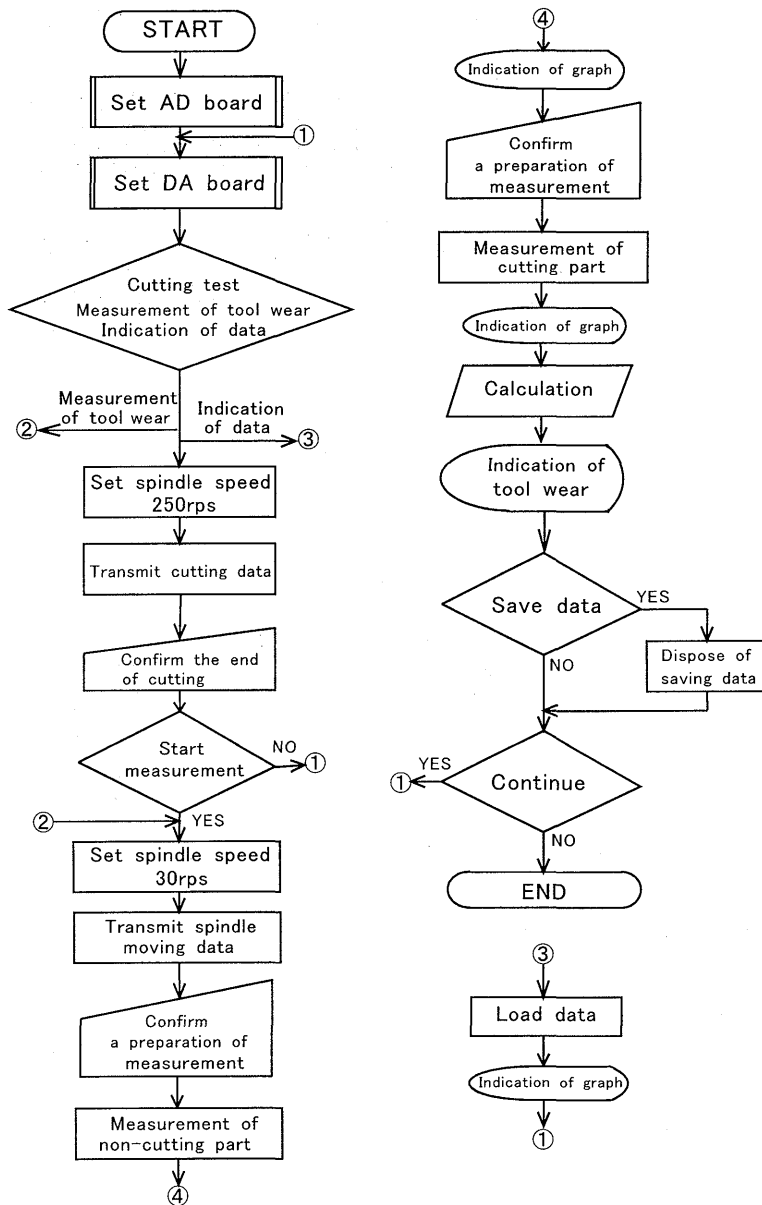 START
Set AD board
①
Set DA board
Cutting test
Measurement of tool wear
Indication of data
Measurement
of tool wear
②
Indication
of data
③
Set spindle speed
250rps
Transmit cutting data
Confirm the end
of cutting
Start
measurement
NO
①
②
YES
Set spindle speed
30rps
Transmit spindle
moving data
Confirm
a preparation of
measurement
Measurement of
non-cutting part
④
④
Indication of graph
Confirm
a preparation of
measurement
Measurement of
cutting part
Indication of graph
Calculation
Indication of
tool wear
Save data
YES
NO
Dispose of
saving data
YES
①
Continue
NO
END
③
Load data
Indication of graph
①